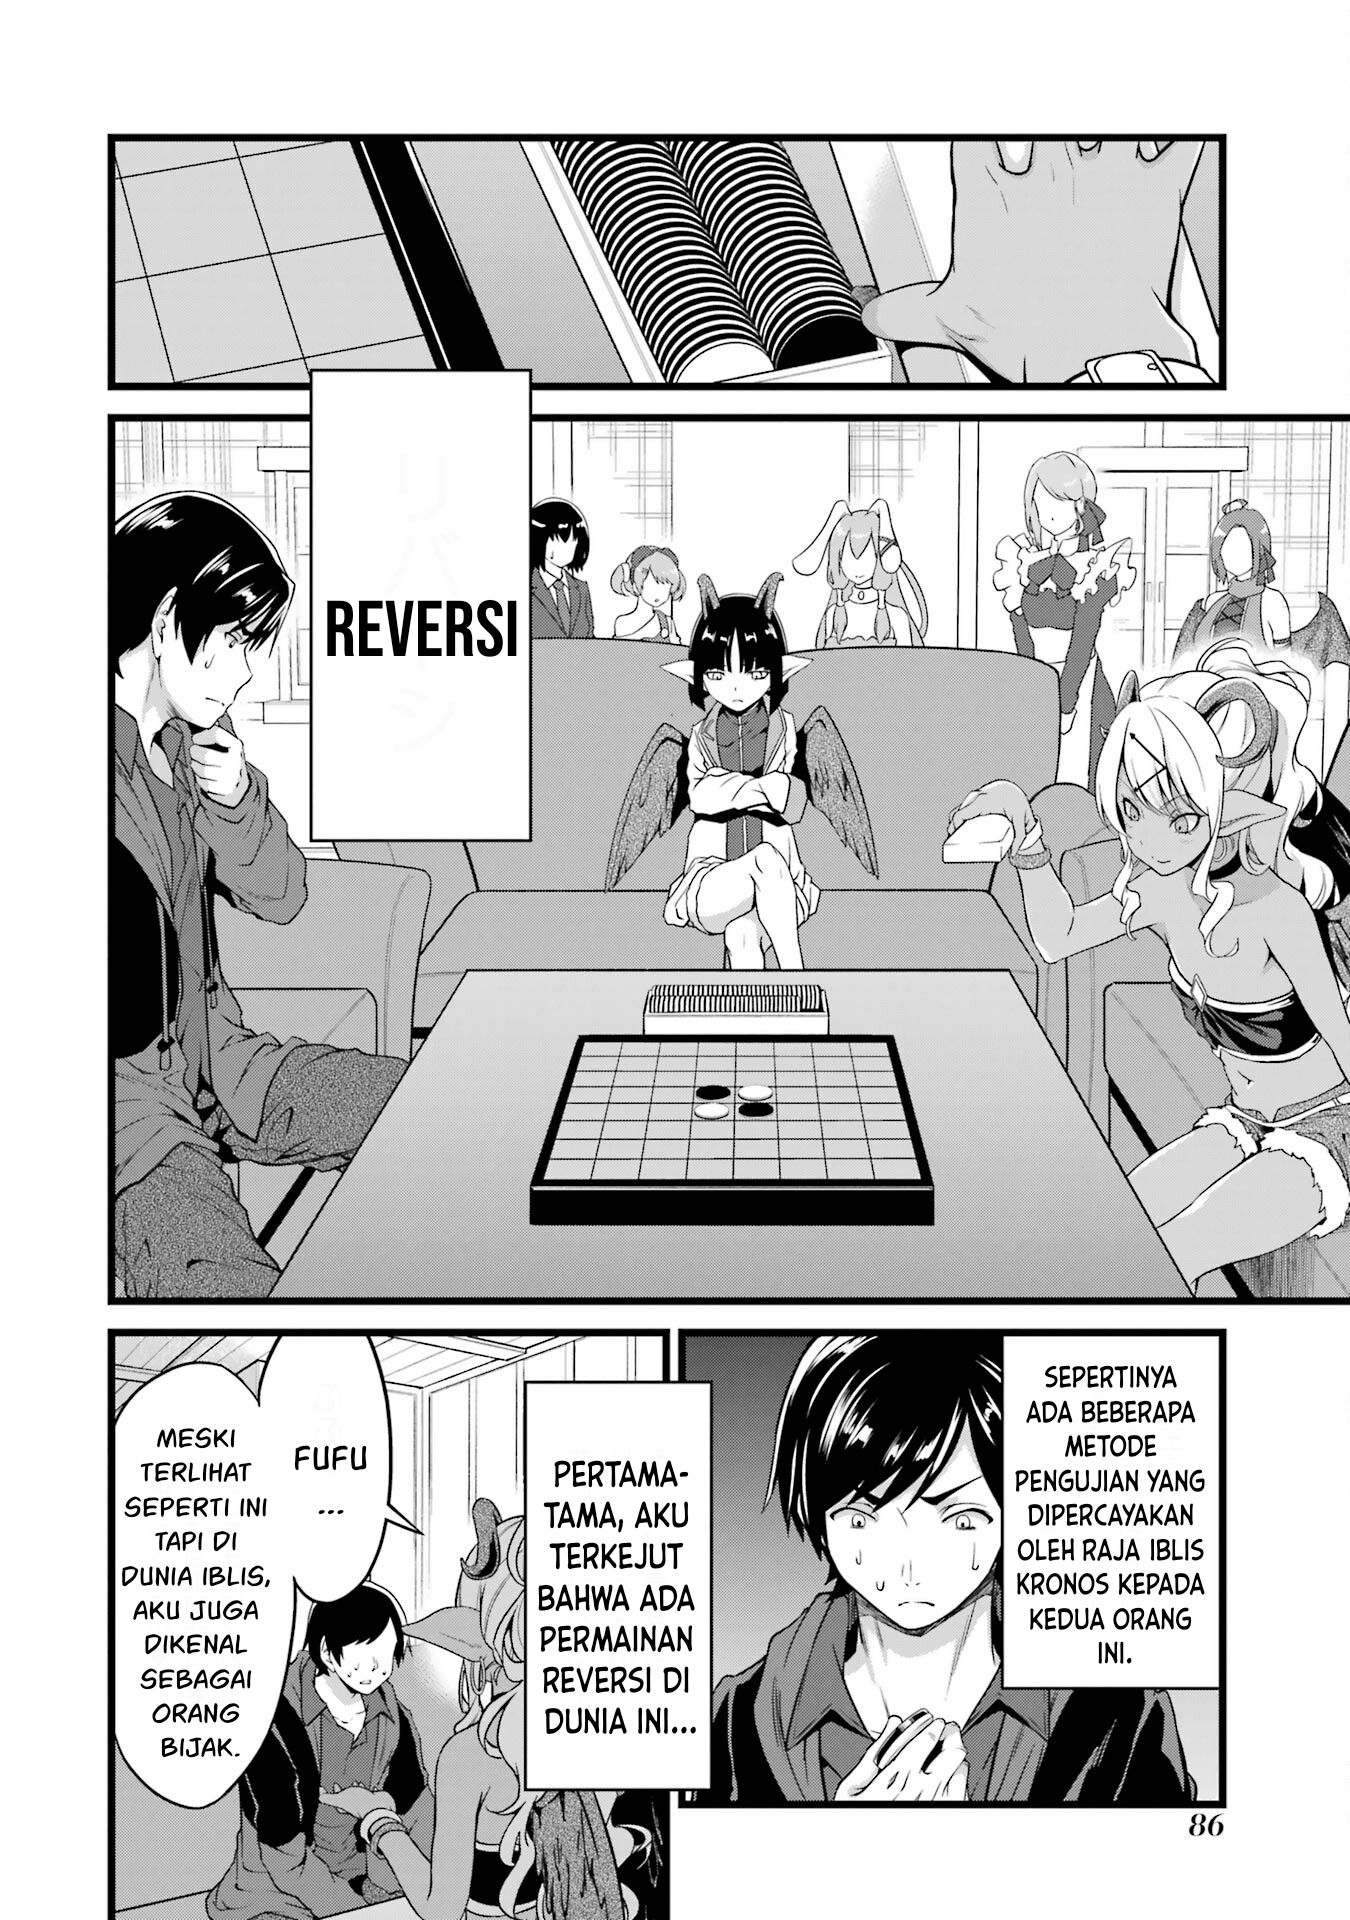 REVERSI
SEPERTINYA
ADA BEBERAPA
METODE
PENGUJIAN YANG
DIPERCAYAKAN
OLEH RAJA IBLIS
KRONOS KEPADA
KEDUA ORANG
INI.
PERTAMA-
TAMA, AKU
TERKEJUT
BAHWA ADA
PERMAINAN
REVERSI DI
DUNIA INI...
FUFU
...
MESKI
TERLIHAT
SEPERTI INI
TAPI DI
DUNIA IBLIS,
AKU JUGA
DIKENAL
SEBAGAI
ORANG
BIJAK.
86